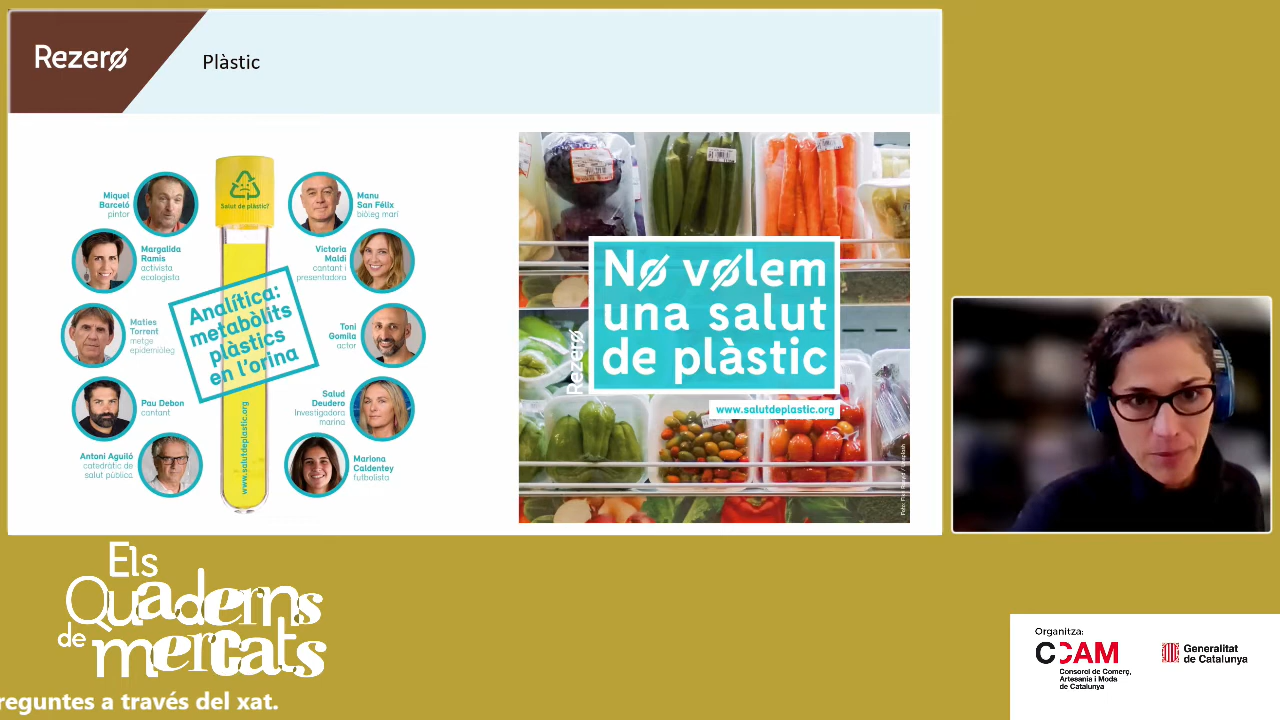 Rezerø
Plàstic
Miquel
Barceló
pintor
Margalida
Ramis
activista
ecologista
Maties
Torrent
metge
epidemiòleg
Pau Debon
cantant
Antoni Aguiló
catedràtic de
salut pública
Salut de plàstic?
Analítica:
metabòlits
plàstics
en l'orina
www.salutdeplastic.org
Manu
San Félix
biòleg marí
Victoria
Maldi
cantant i
presentadora
Toni
Gomila
actor
Salud
Deudero
Investigadora
marina
Mariona
Caldentey
futbolista
Nø vølem
una salut
de plàstic
Rezerø
www.salutdeplastic.org
Els
Quaderns
de mercats
reguntes a través del xat.
Organitza:
CCAM
Consorci de Comerç,
Artesania i Moda
de Catalunya
Generalitat
de Catalunya